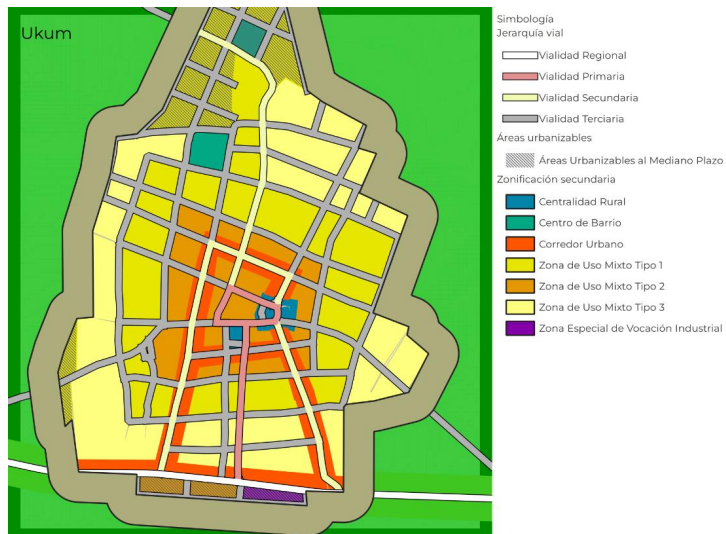 Ukum
Simbología
Jerarquía vial
Vialidad Regional
Vialidad Primaria
Vialidad Secundaria
Vialidad Terciaria
Áreas urbanizables
Áreas Urbanizables al Mediano Plazo
Zonificación secundaria
Centralidad Rural
Centro de Barrio
Corredor Urbano
Zona de Uso Mixto Tipo 1
Zona de Uso Mixto Tipo 2
Zona de Uso Mixto Tipo 3
Zona Especial de Vocación Industrial